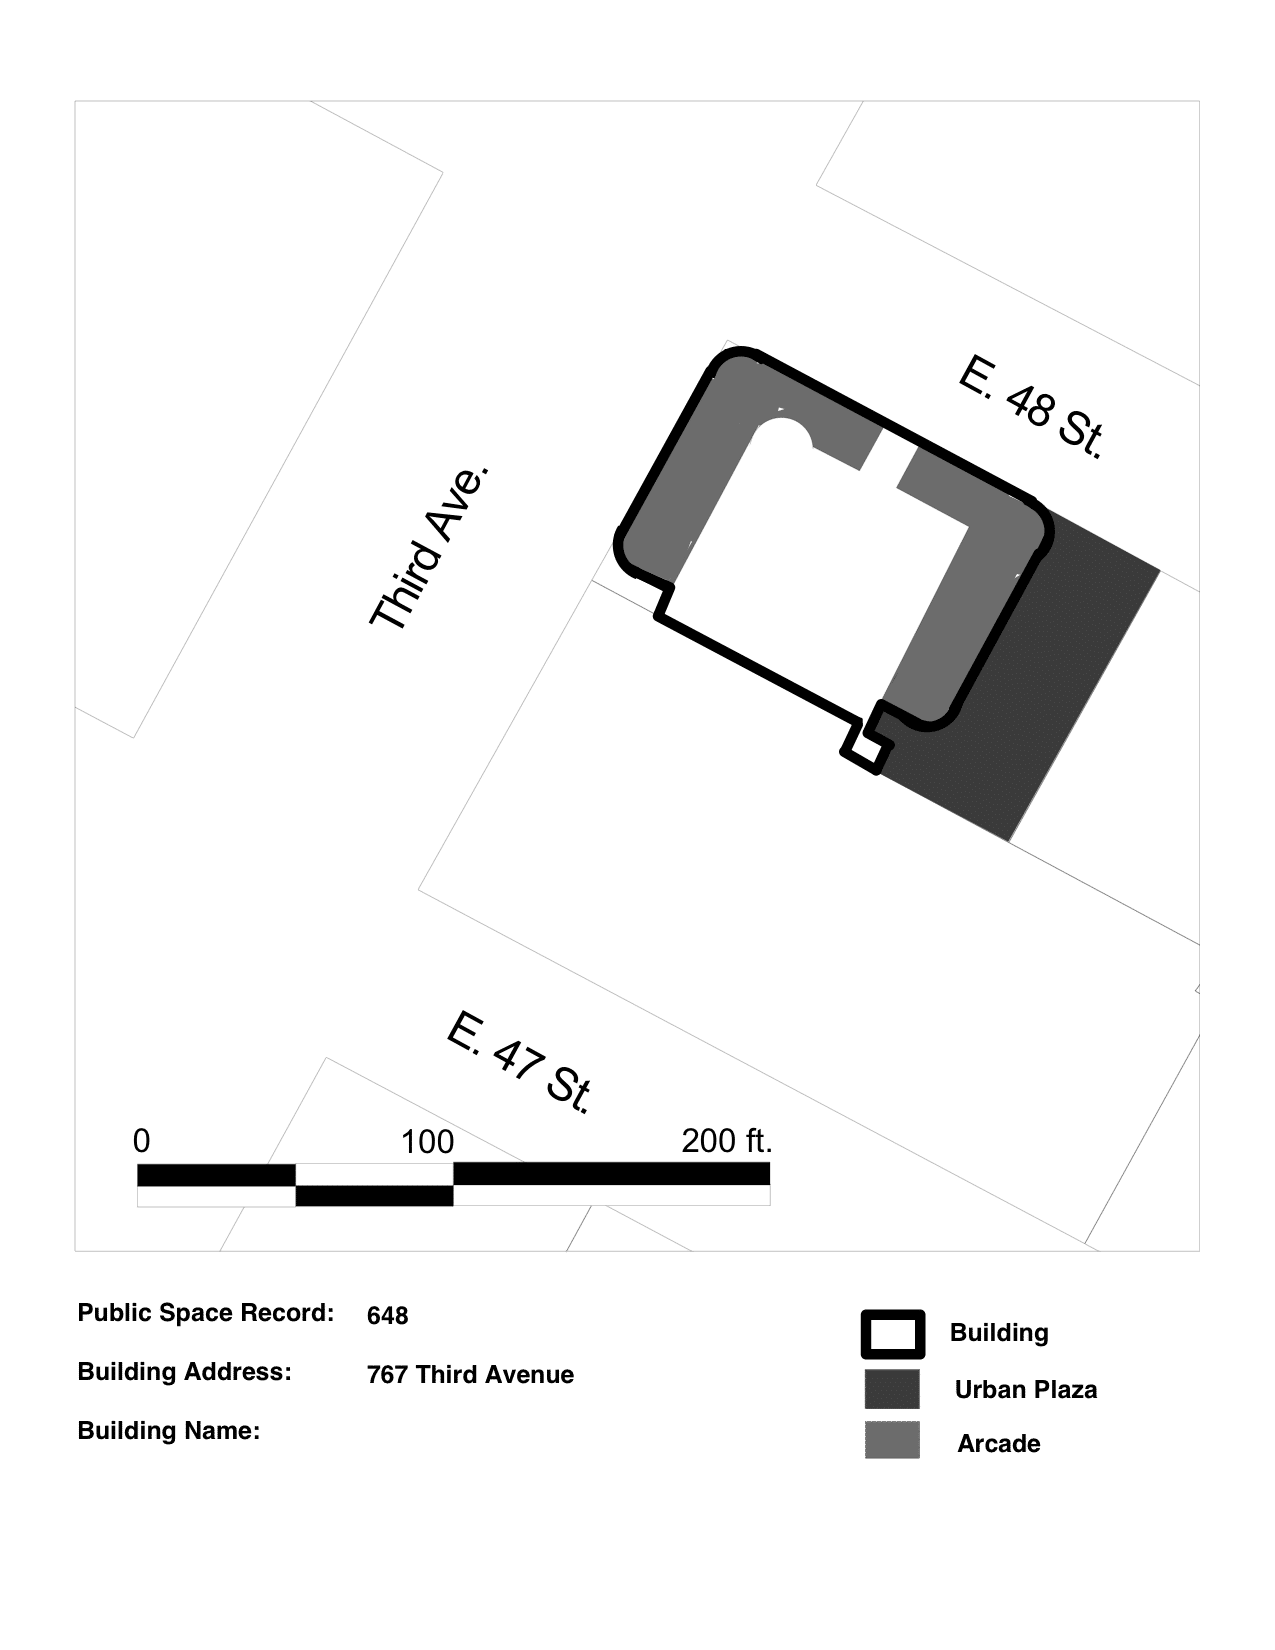 E. 48 St.
Third Ave.
E. 47 St.
0 100 200 ft.
Public Space Record: 648
Building Address: 767 Third Avenue
Building Name:
Building
Urban Plaza
Arcade